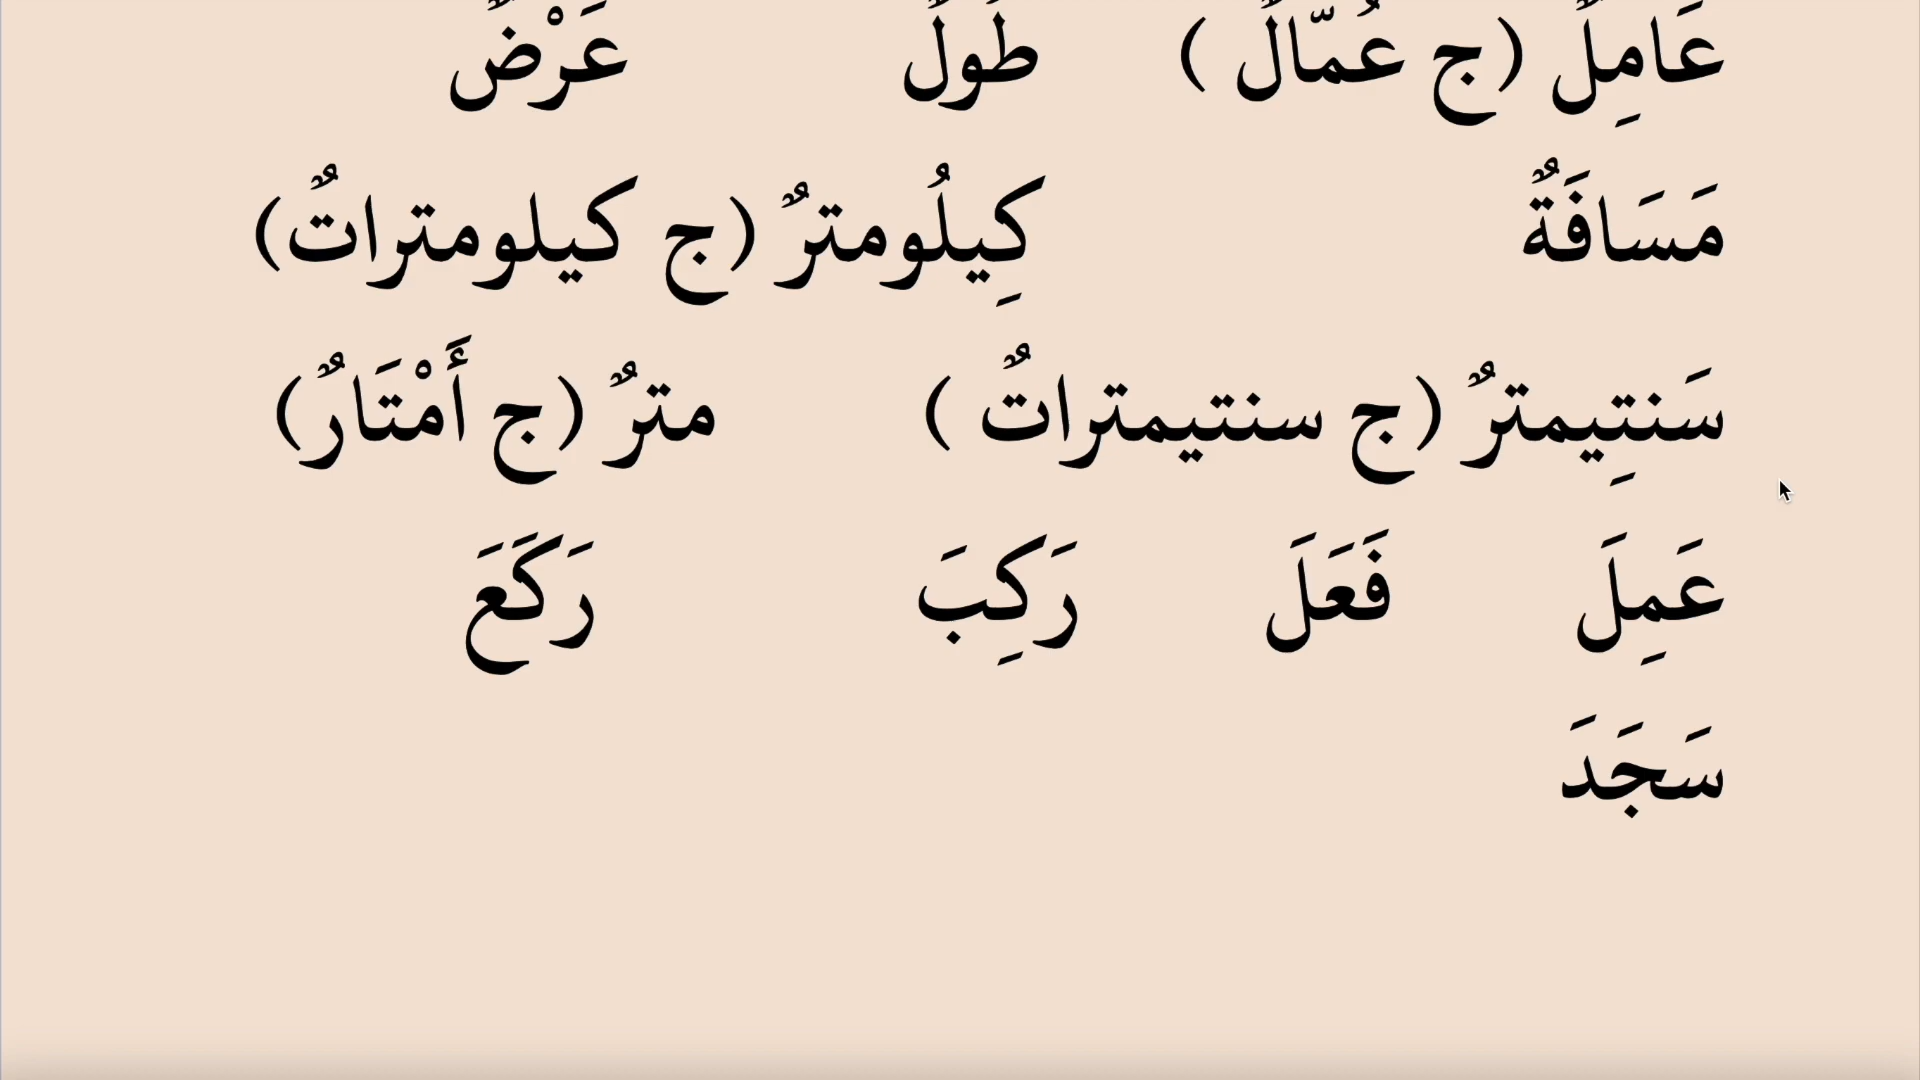 عَامِلٌ (ج عُمّالٌ ) طُولٌ عَرْضٌ
مَسَافَةٌ كِيلُومترٌ (ج كيلومتراتٌ)
سَنتِيمترٌ (ج سنتيمتراتٌ ) مترٌ (ج أَمْتَارٌ)
عَمِلَ فَعَلَ رَكِبَ رَكَعَ
سَجَدَ